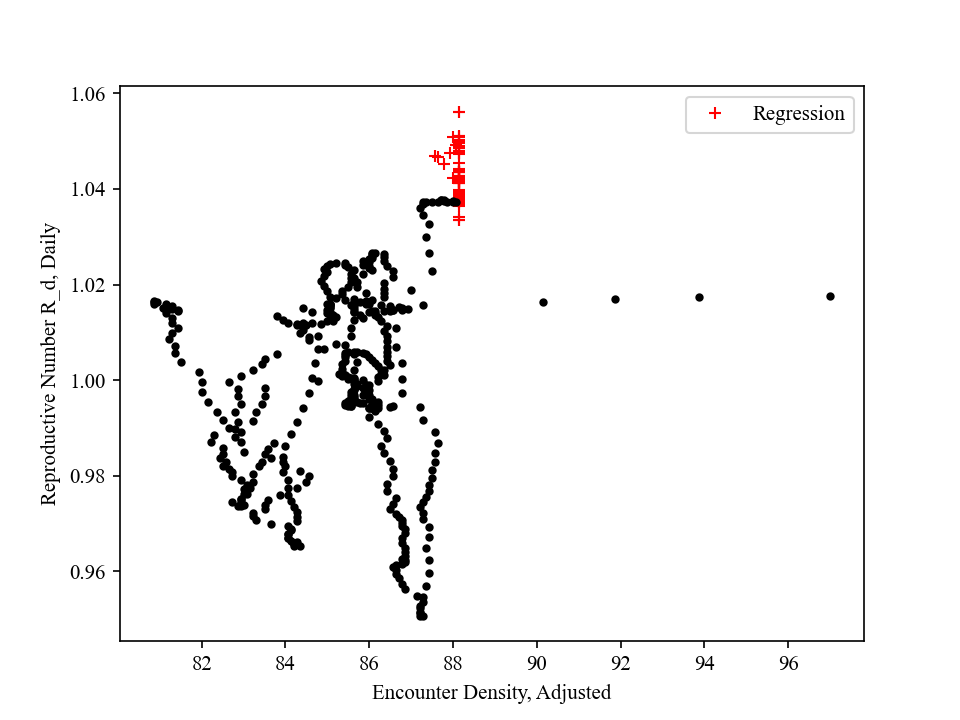 1.06
1.04
1.02
1.00
0.98
0.96
Reproductive Number R_d, Daily
Regression
82 84 86 88 90 92 94 96
Encounter Density, Adjusted